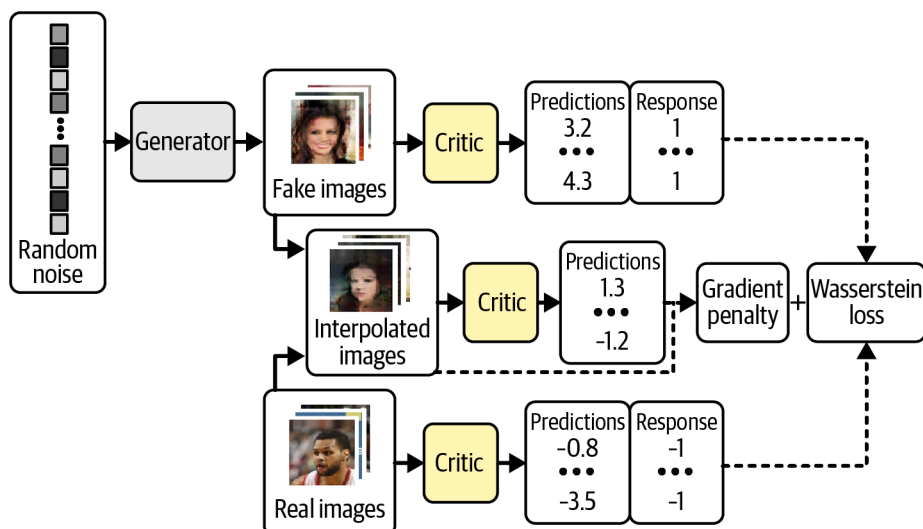 Random
noise
Generator
Fake images
Critic
Predictions
3.2
4.3
Response
1
1
Interpolated
images
Critic
Predictions
1.3
–1.2
Gradient
penalty
+
Wasserstein
loss
Real images
Critic
Predictions
–0.8
–3.5
Response
–1
–1